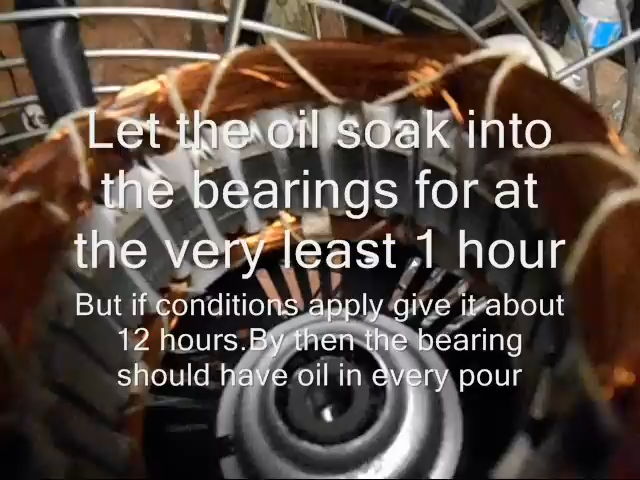 Let the oil soak into
the bearings for at
the very least 1 hour
But if conditions apply give it about
12 hours.By then the bearing
should have oil in every pour